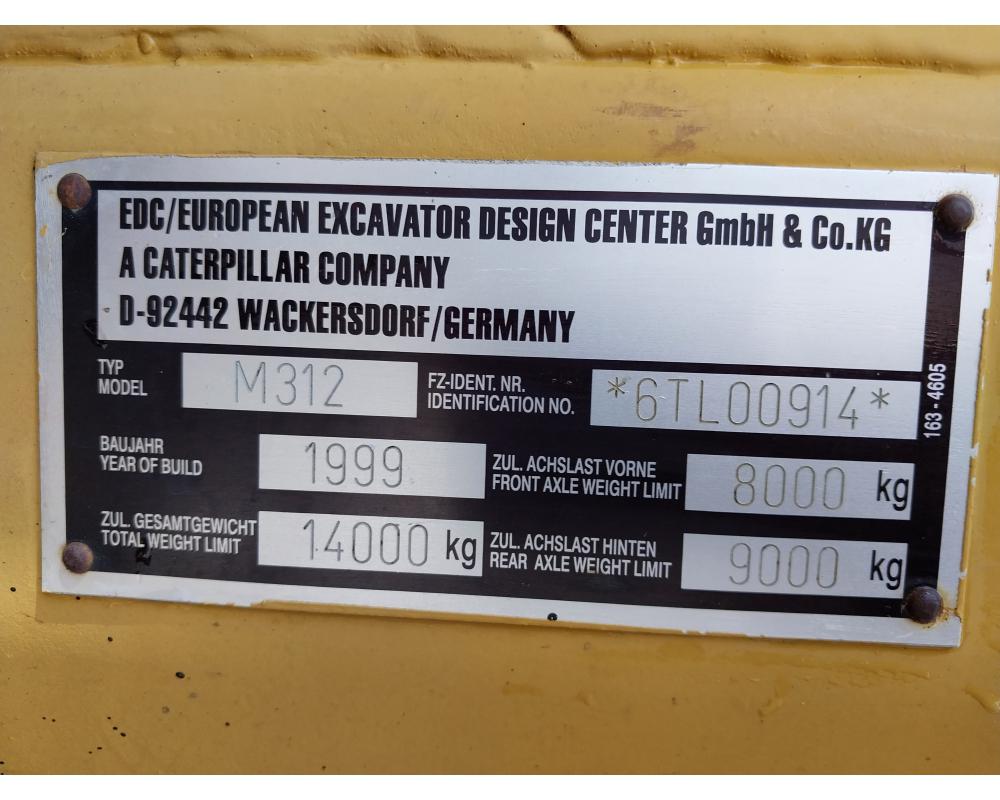 EDC/EUROPEAN EXCAVATOR DESIGN CENTER GmbH & Co.KG
A CATERPILLAR COMPANY
D-92442 WACKERSDORF/GERMANY
TYP
MODEL
M312
FZ-IDENT. NR.
IDENTIFICATION NO.
*6TL00914*
BAUJAHR
YEAR OF BUILD
1999
ZUL. ACHSLAST VORNE
FRONT AXLE WEIGHT LIMIT
8000 kg
ZUL. GESAMTGEWICHT
TOTAL WEIGHT LIMIT
14000 kg
ZUL. ACHSLAST HINTEN
REAR AXLE WEIGHT LIMIT
9000 kg
163-4605